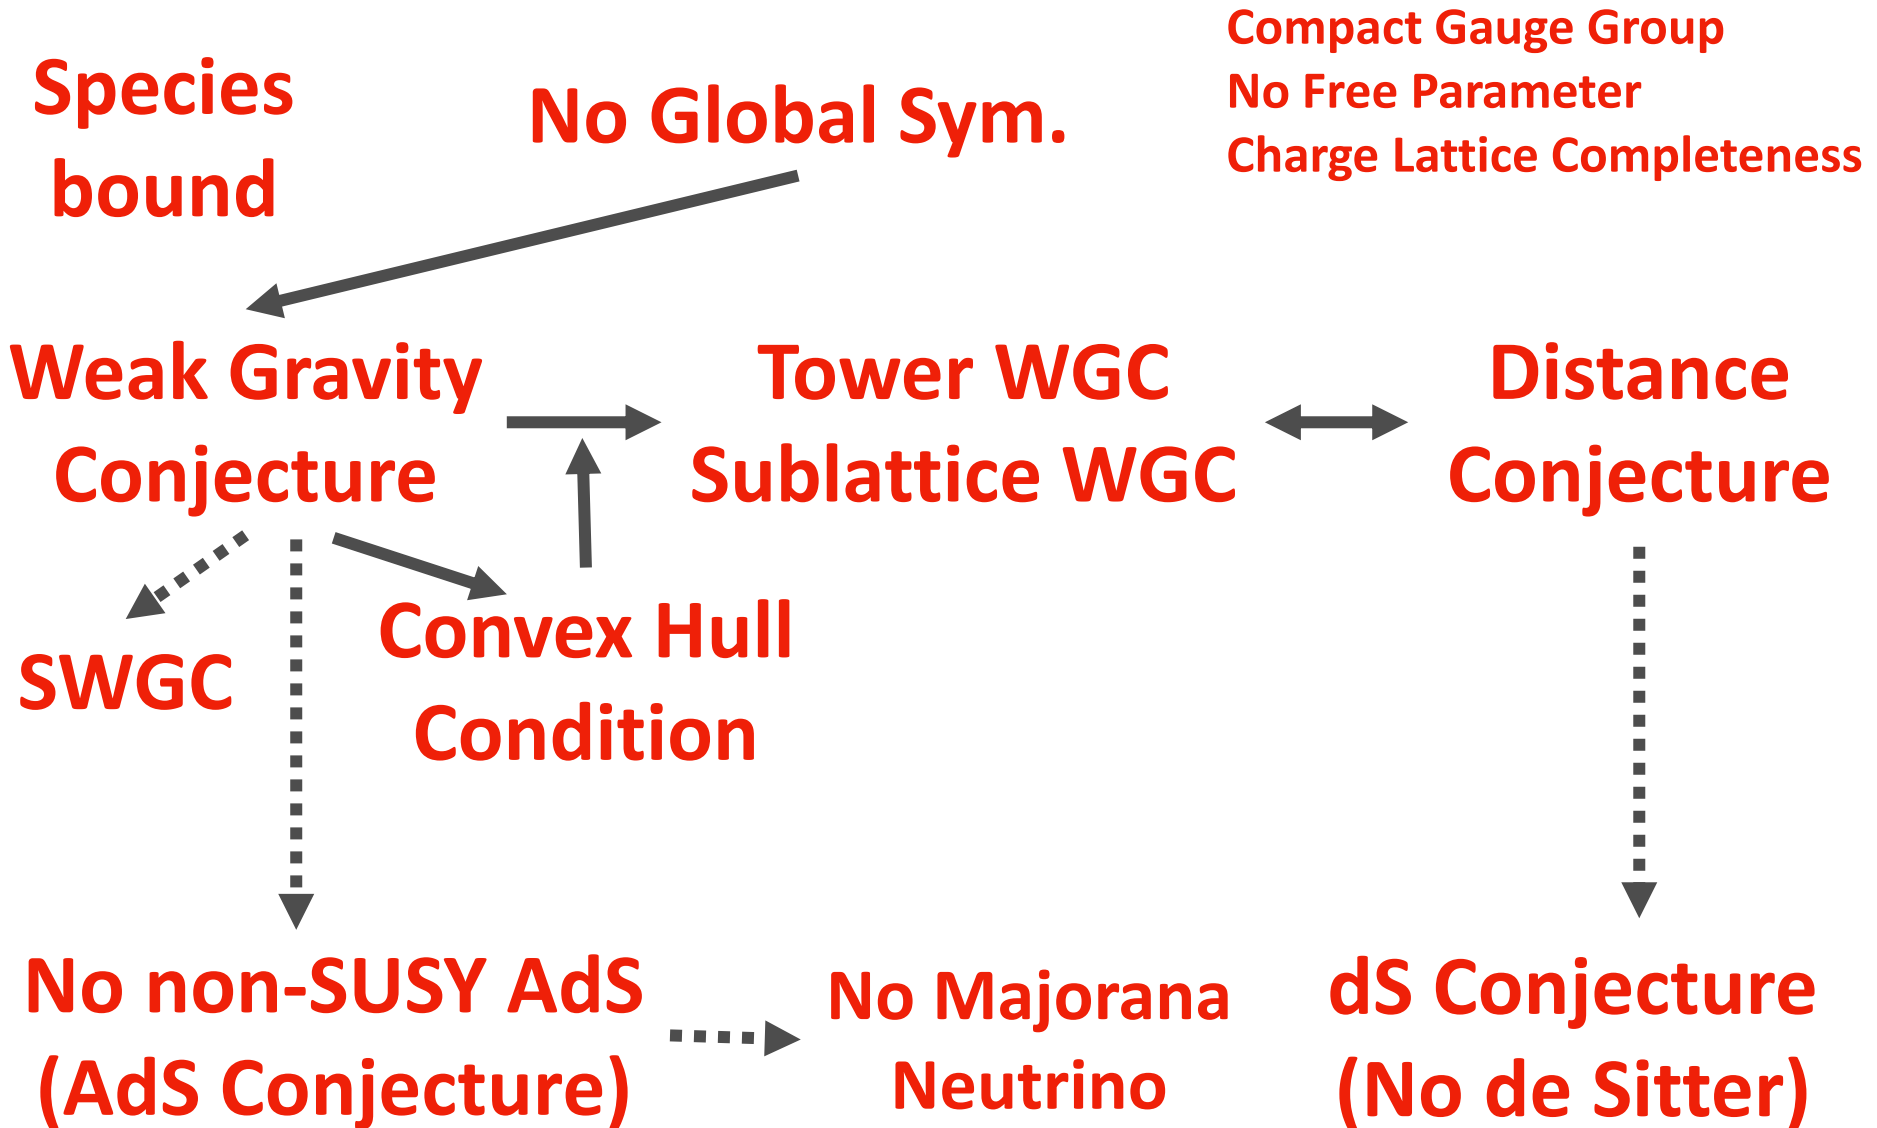 Species
bound
No Global Sym.
Compact Gauge Group
No Free Parameter
Charge Lattice Completeness
Weak Gravity
Conjecture
Tower WGC
Sublattice WGC
Distance
Conjecture
SWGC
Convex Hull
Condition
No non-SUSY AdS
(AdS Conjecture)
No Majorana
Neutrino
dS Conjecture
(No de Sitter)